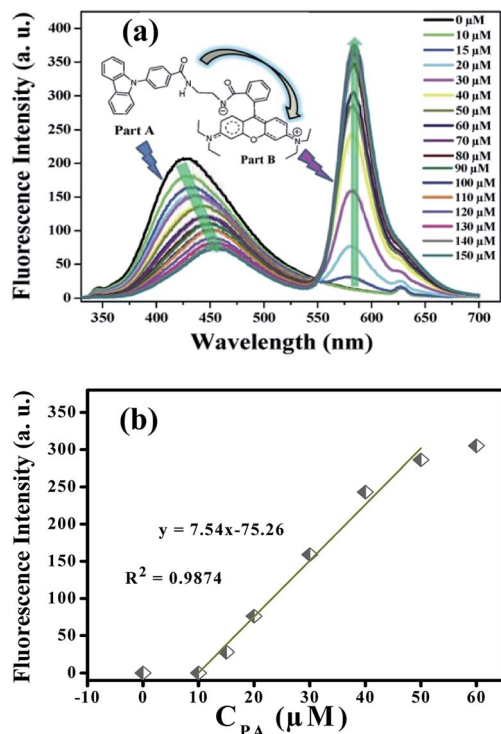 (a)
Fluorescence Intensity (a. u.)
400
350
300
250
200
150
100
50
0
O
N
N
H
N
O
Part A
N
O
N
Part B
0 μM
10 μM
15 μM
20 μM
30 μM
40 μM
50 μM
60 μM
70 μM
80 μM
90 μM
100 μM
110 μM
120 μM
130 μM
140 μM
150 μM
350 400 450 500 550 600 650 700
Wavelength (nm)
(b)
Fluorescence Intensity (a. u.)
350
300
250
200
150
100
50
0
y = 7.54x-75.26
R² = 0.9874
-10 0 10 20 30 40 50 60
C_PA (μM)